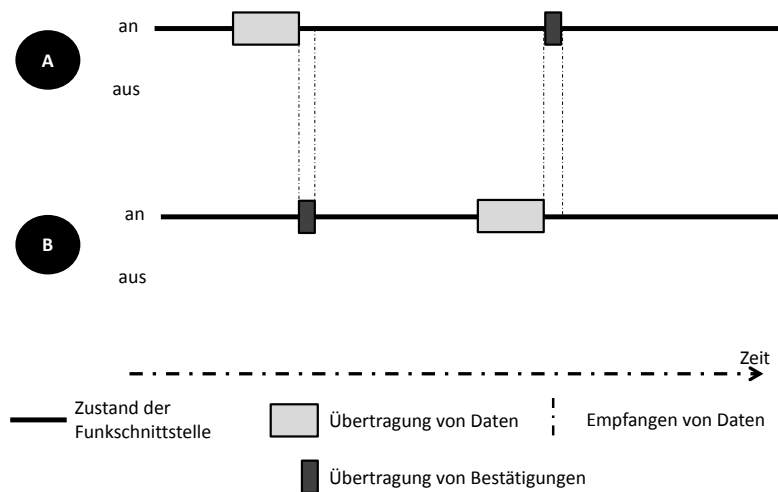 an
A
aus
an
B
aus
Zeit
Zustand der
Funkschnittstelle
Übertragung von Daten
Empfangen von Daten
Übertragung von Bestätigungen